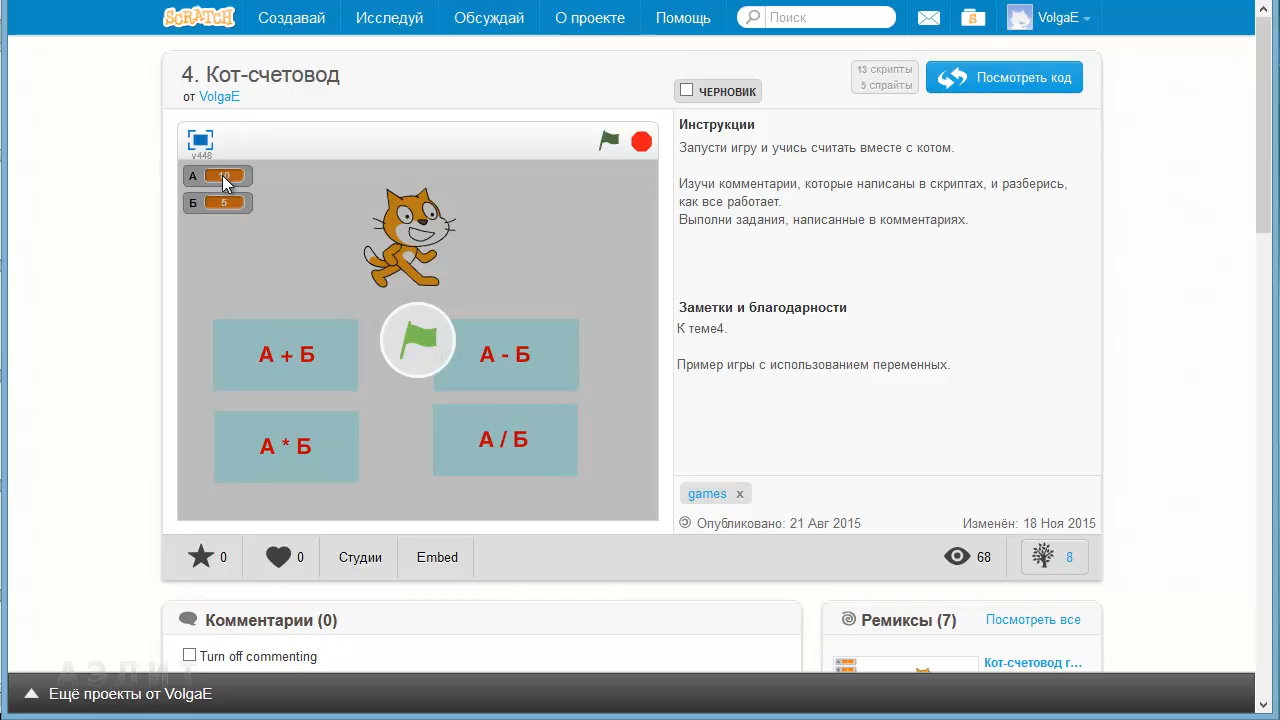 SCRATCH Создавай Исследуй Обсуждай О проекте Помощь Поиск VolgaE
4. Кот-счетовод
от VolgaE
ЧЕРНОВИК
13 скрипты
5 спрайты
Посмотреть код
v448
А 10
Б 5
А + Б
А - Б
А * Б
А / Б
Инструкции
Запусти игру и учись считать вместе с котом.
Изучи комментарии, которые написаны в скриптах, и разберись,
как все работает.
Выполни задания, написанные в комментариях.
Заметки и благодарности
К теме4.
Пример игры с использованием переменных.
games x
Опубликовано: 21 Авг 2015 Изменён: 18 Ноя 2015
0 0 Студии Embed 68 8
Комментарии (0)
Turn off commenting
Ремиксы (7) Посмотреть все
Кот-счетовод г...
АЭЛИТ
Ещё проекты от VolgaE